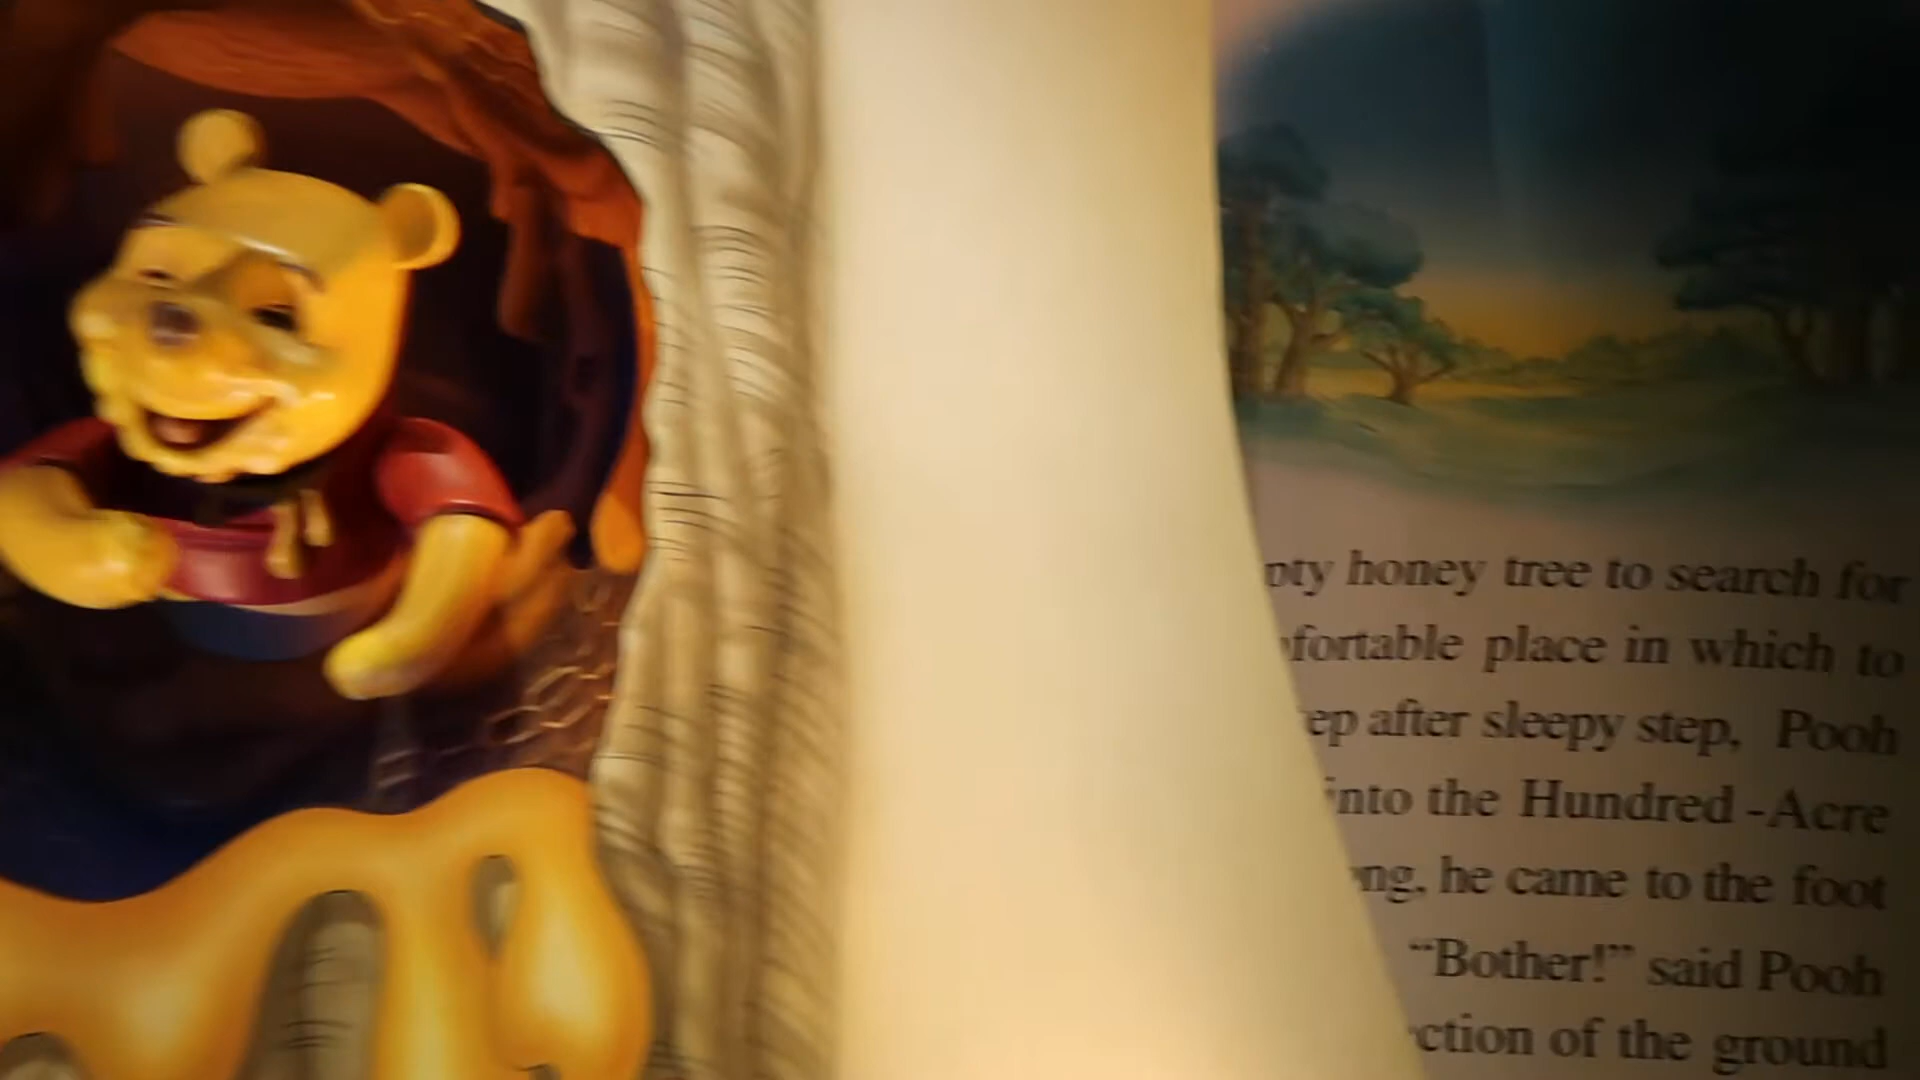 honey tree to search for
place in which to
after sleepy step, Pooh
into the Hundred-Acre
he came to the foot
“Bother!” said Pooh
of the ground